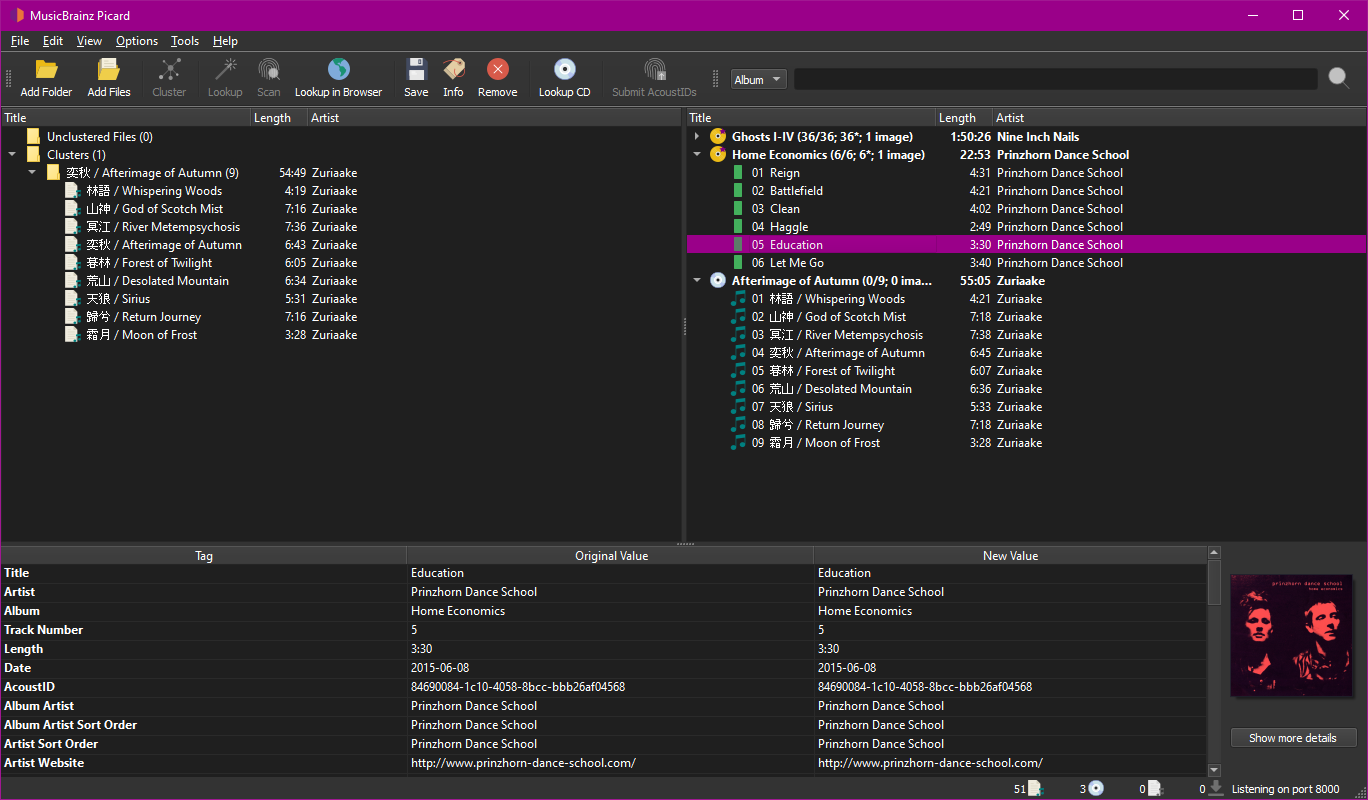 MusicBrainz Picard
File Edit View Options Tools Help
Add Folder Add Files Cluster Lookup Scan Lookup in Browser Save Info Remove Lookup CD Submit AcoustIDs Album
Title Length Artist
Unclustered Files (0)
Clusters (1)
奕秋 / Afterimage of Autumn (9) 54:49 Zuriaake
林語 / Whispering Woods 4:19 Zuriaake
山神 / God of Scotch Mist 7:16 Zuriaake
冥江 / River Metempsychosis 7:36 Zuriaake
奕秋 / Afterimage of Autumn 6:43 Zuriaake
暮林 / Forest of Twilight 6:05 Zuriaake
荒山 / Desolated Mountain 6:34 Zuriaake
天狼 / Sirius 5:31 Zuriaake
歸兮 / Return Journey 7:16 Zuriaake
霜月 / Moon of Frost 3:28 Zuriaake
Title Length Artist
Ghosts I-IV (36/36; 36*; 1 image) 1:50:26 Nine Inch Nails
Home Economics (6/6; 6*; 1 image) 22:53 Prinzhorn Dance School
01 Reign 4:31 Prinzhorn Dance School
02 Battlefield 4:21 Prinzhorn Dance School
03 Clean 4:02 Prinzhorn Dance School
04 Haggle 2:49 Prinzhorn Dance School
05 Education 3:30 Prinzhorn Dance School
06 Let Me Go 3:40 Prinzhorn Dance School
Afterimage of Autumn (0/9; 0 ima... 55:05 Zuriaake
01 林語 / Whispering Woods 4:21 Zuriaake
02 山神 / God of Scotch Mist 7:18 Zuriaake
03 冥江 / River Metempsychosis 7:38 Zuriaake
04 奕秋 / Afterimage of Autumn 6:45 Zuriaake
05 暮林 / Forest of Twilight 6:07 Zuriaake
06 荒山 / Desolated Mountain 6:36 Zuriaake
07 天狼 / Sirius 5:33 Zuriaake
08 歸兮 / Return Journey 7:18 Zuriaake
09 霜月 / Moon of Frost 3:28 Zuriaake
Tag Original Value New Value
Title Education Education
Artist Prinzhorn Dance School Prinzhorn Dance School
Album Home Economics Home Economics
Track Number 5 5
Length 3:30 3:30
Date 2015-06-08 2015-06-08
AcoustID 84690084-1c10-4058-8bcc-bbb26af04568 84690084-1c10-4058-8bcc-bbb26af04568
Album Artist Prinzhorn Dance School Prinzhorn Dance School
Album Artist Sort Order Prinzhorn Dance School Prinzhorn Dance School
Artist Sort Order Prinzhorn Dance School Prinzhorn Dance School
Artist Website http://www.prinzhorn-dance-school.com/ http://www.prinzhorn-dance-school.com/
prinzhorn dance school
home economics
Show more details
51 3 0 0 Listening on port 8000